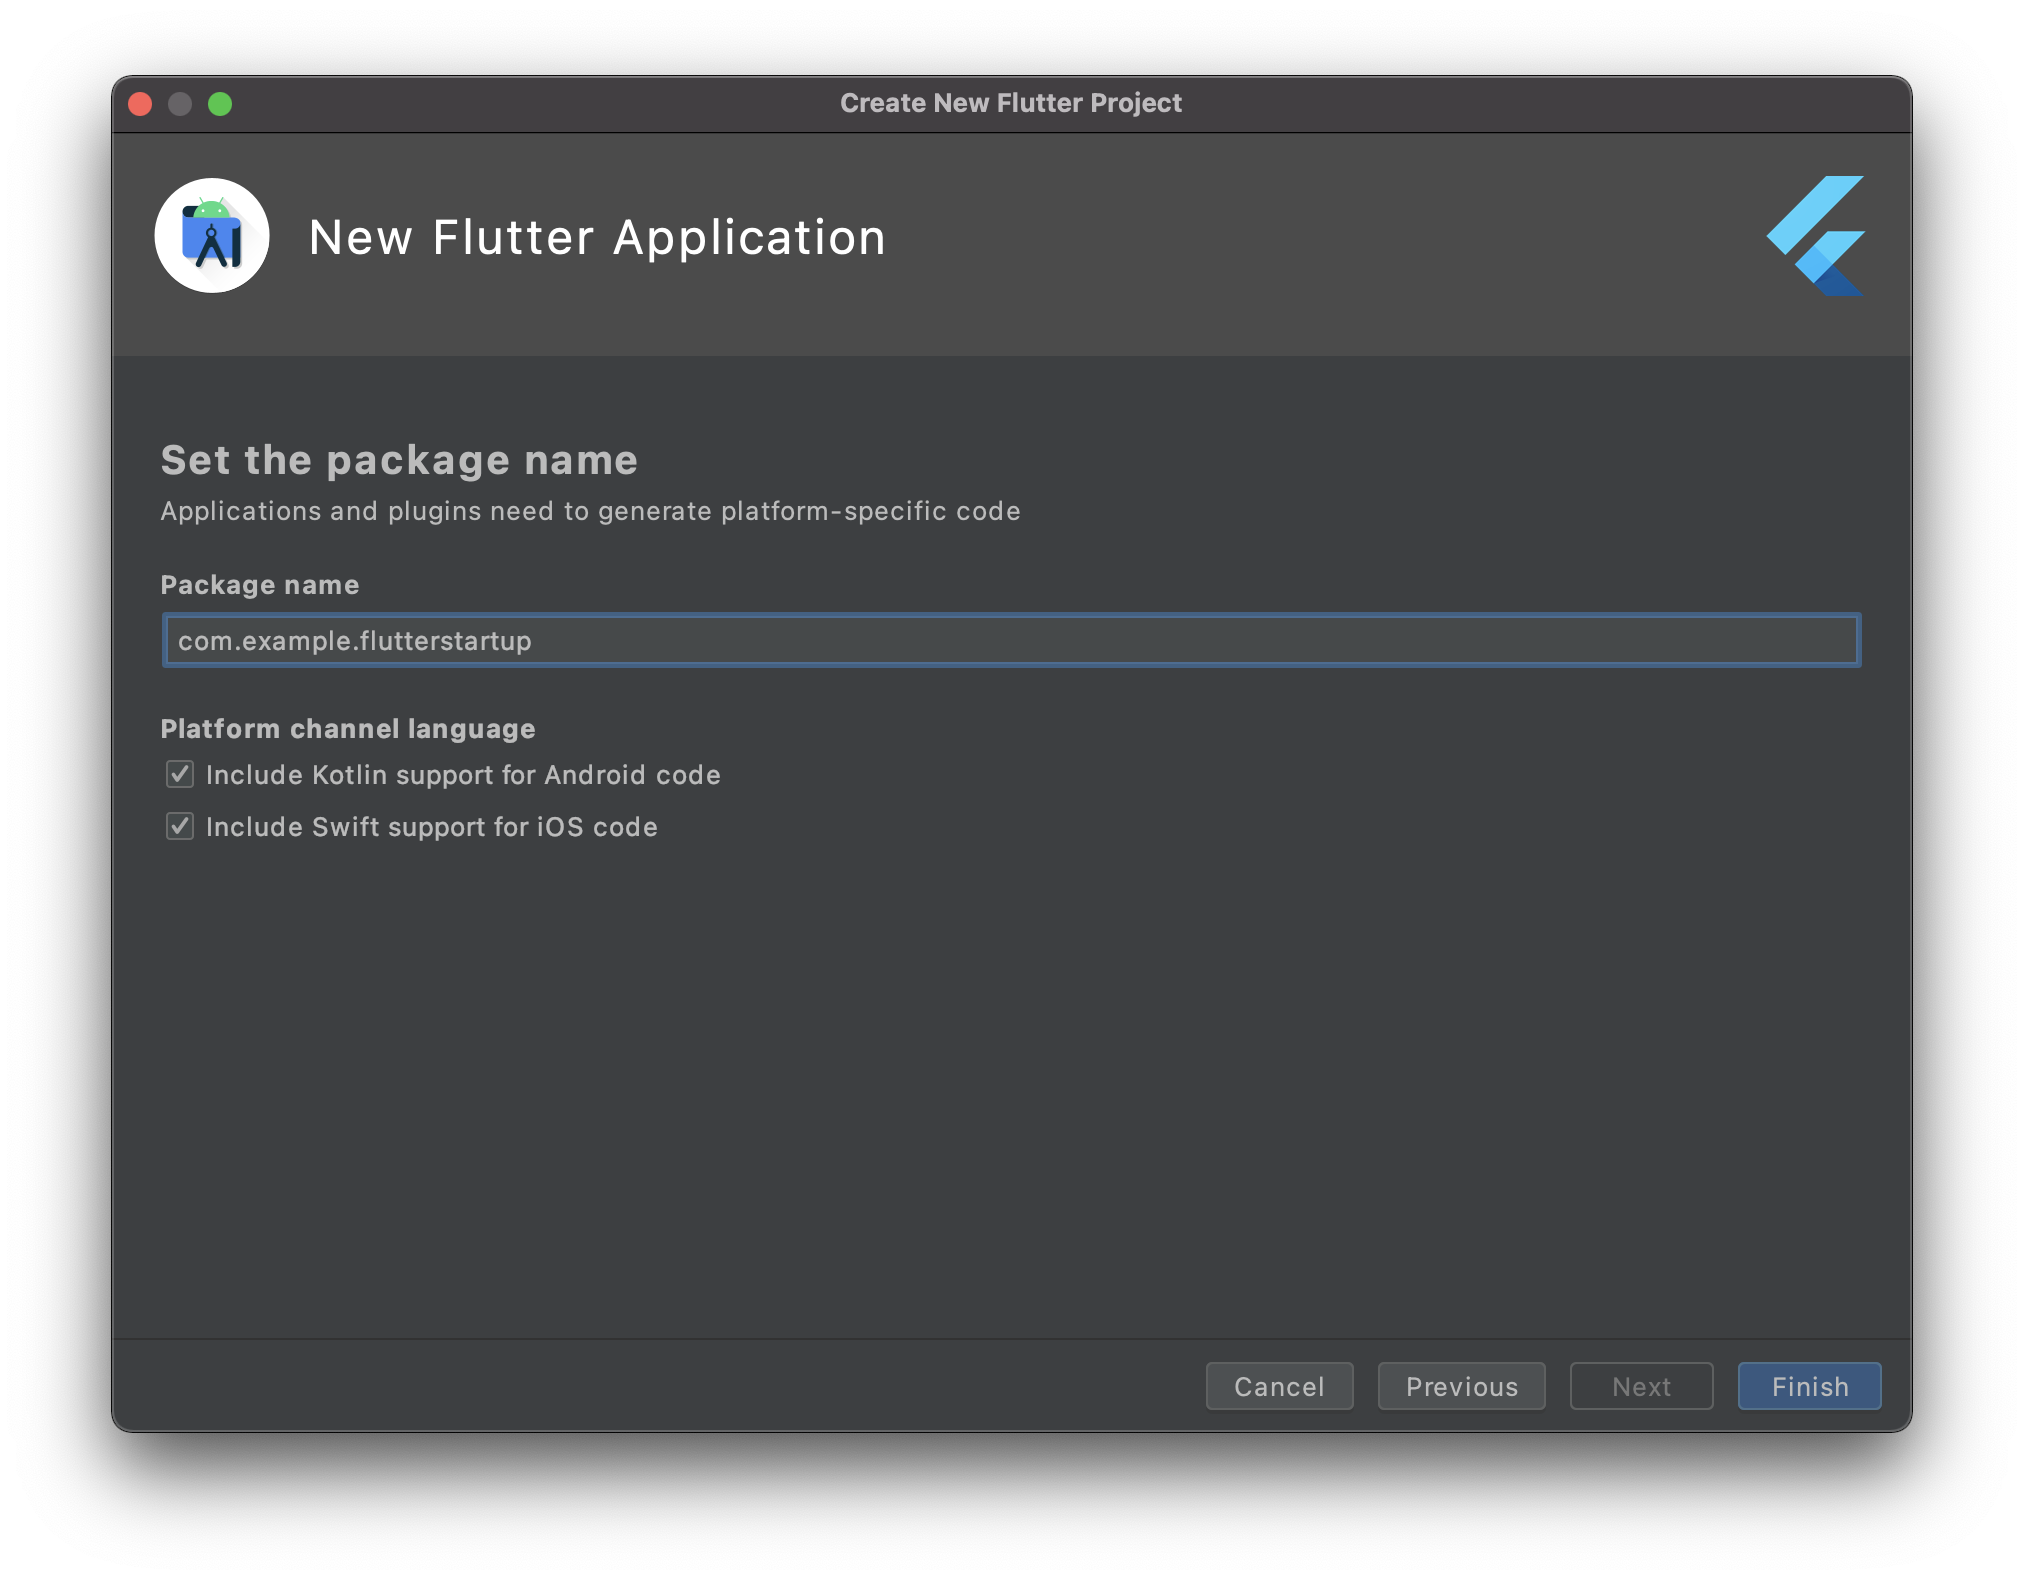 Create New Flutter Project
New Flutter Application
Set the package name
Applications and plugins need to generate platform-specific code
Package name
com.example.flutterstartup
Platform channel language
Include Kotlin support for Android code
Include Swift support for iOS code
Cancel Previous Next Finish